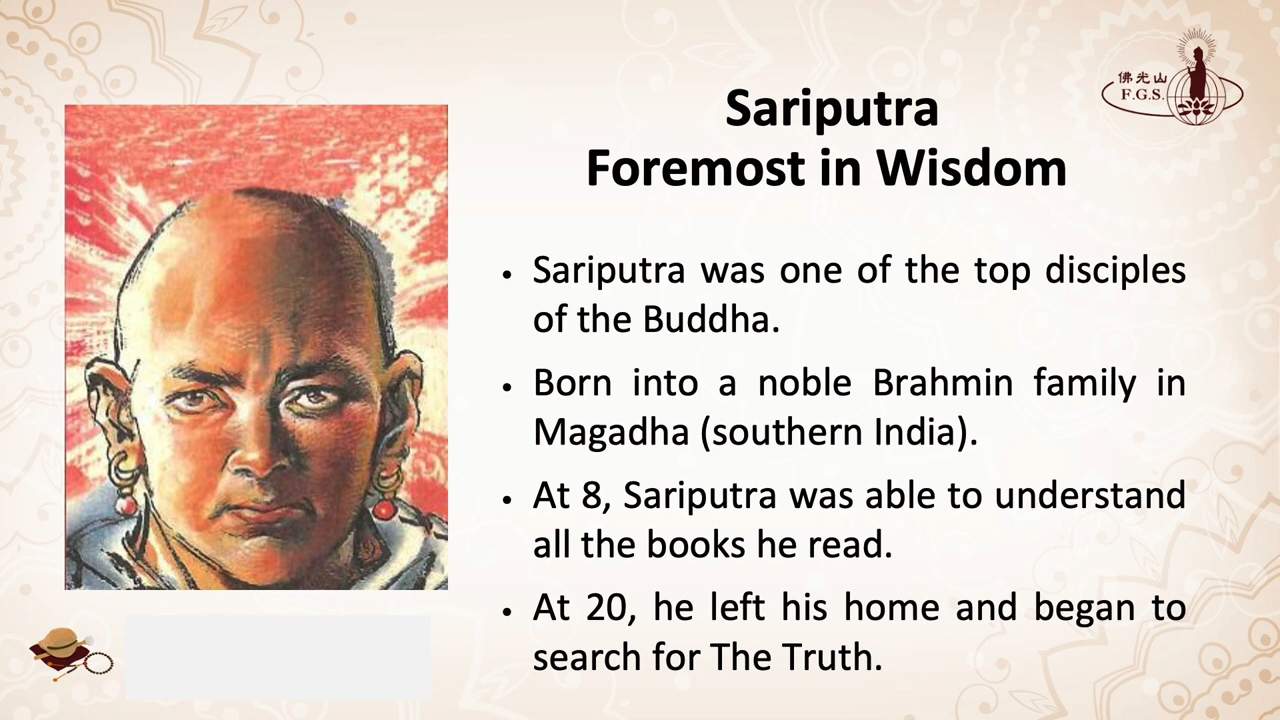 佛光山
F.G.S.
Sariputra
Foremost in Wisdom
• Sariputra was one of the top disciples
of the Buddha.
• Born into a noble Brahmin family in
Magadha (southern India).
• At 8, Sariputra was able to understand
all the books he read.
• At 20, he left his home and began to
search for The Truth.